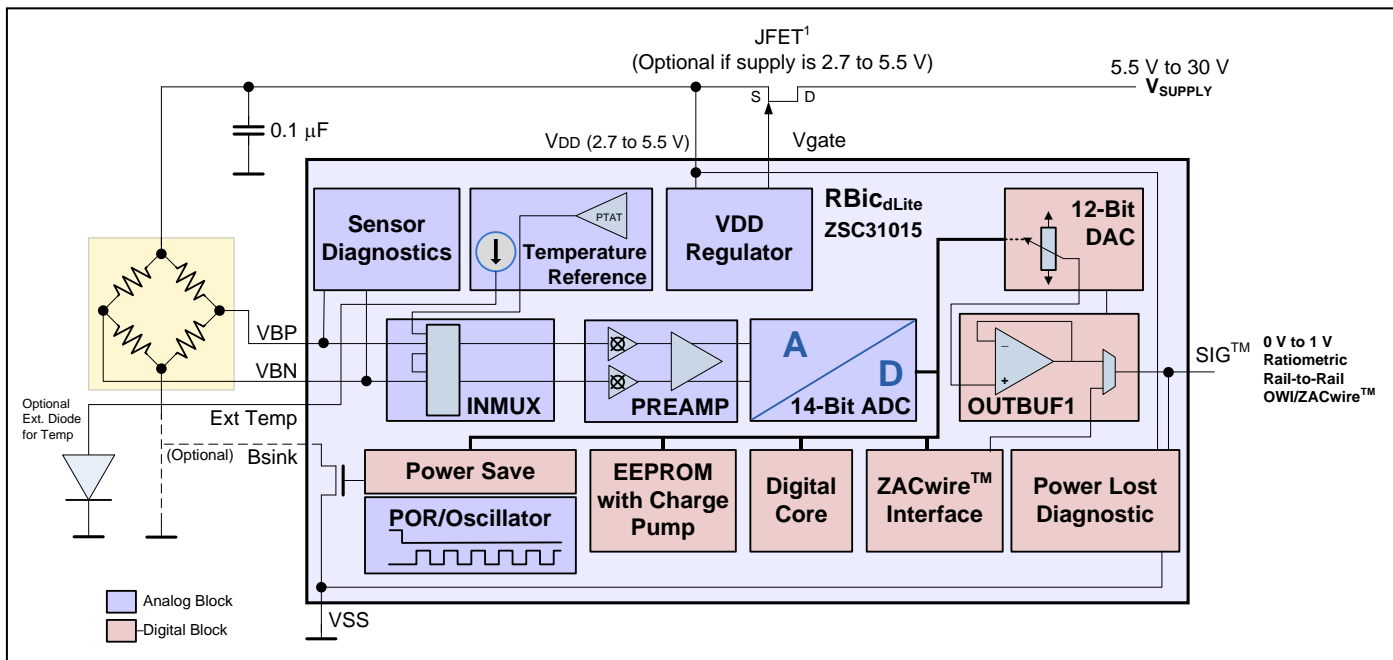 JFET¹
(Optional if supply is 2.7 to 5.5 V)
5.5 V to 30 V
VSUPPLY
S
D
0.1 µF
VDD (2.7 to 5.5 V)
Vgate
Sensor
Diagnostics
PTAT
Temperature
Reference
VDD
Regulator
RBicdLite
ZSC31015
12-Bit
DAC
VBP
VBN
INMUX
PREAMP
A
D
14-Bit ADC
OUTBUF1
SIG™
0 V to 1 V
Ratiometric
Rail-to-Rail
OWI/ZACwire™
Optional
Ext. Diode
for Temp
Ext Temp
(Optional)
Bsink
Power Save
POR/Oscillator
EEPROM
with Charge
Pump
Digital
Core
ZACwire™
Interface
Power Lost
Diagnostic
Analog Block
Digital Block
VSS